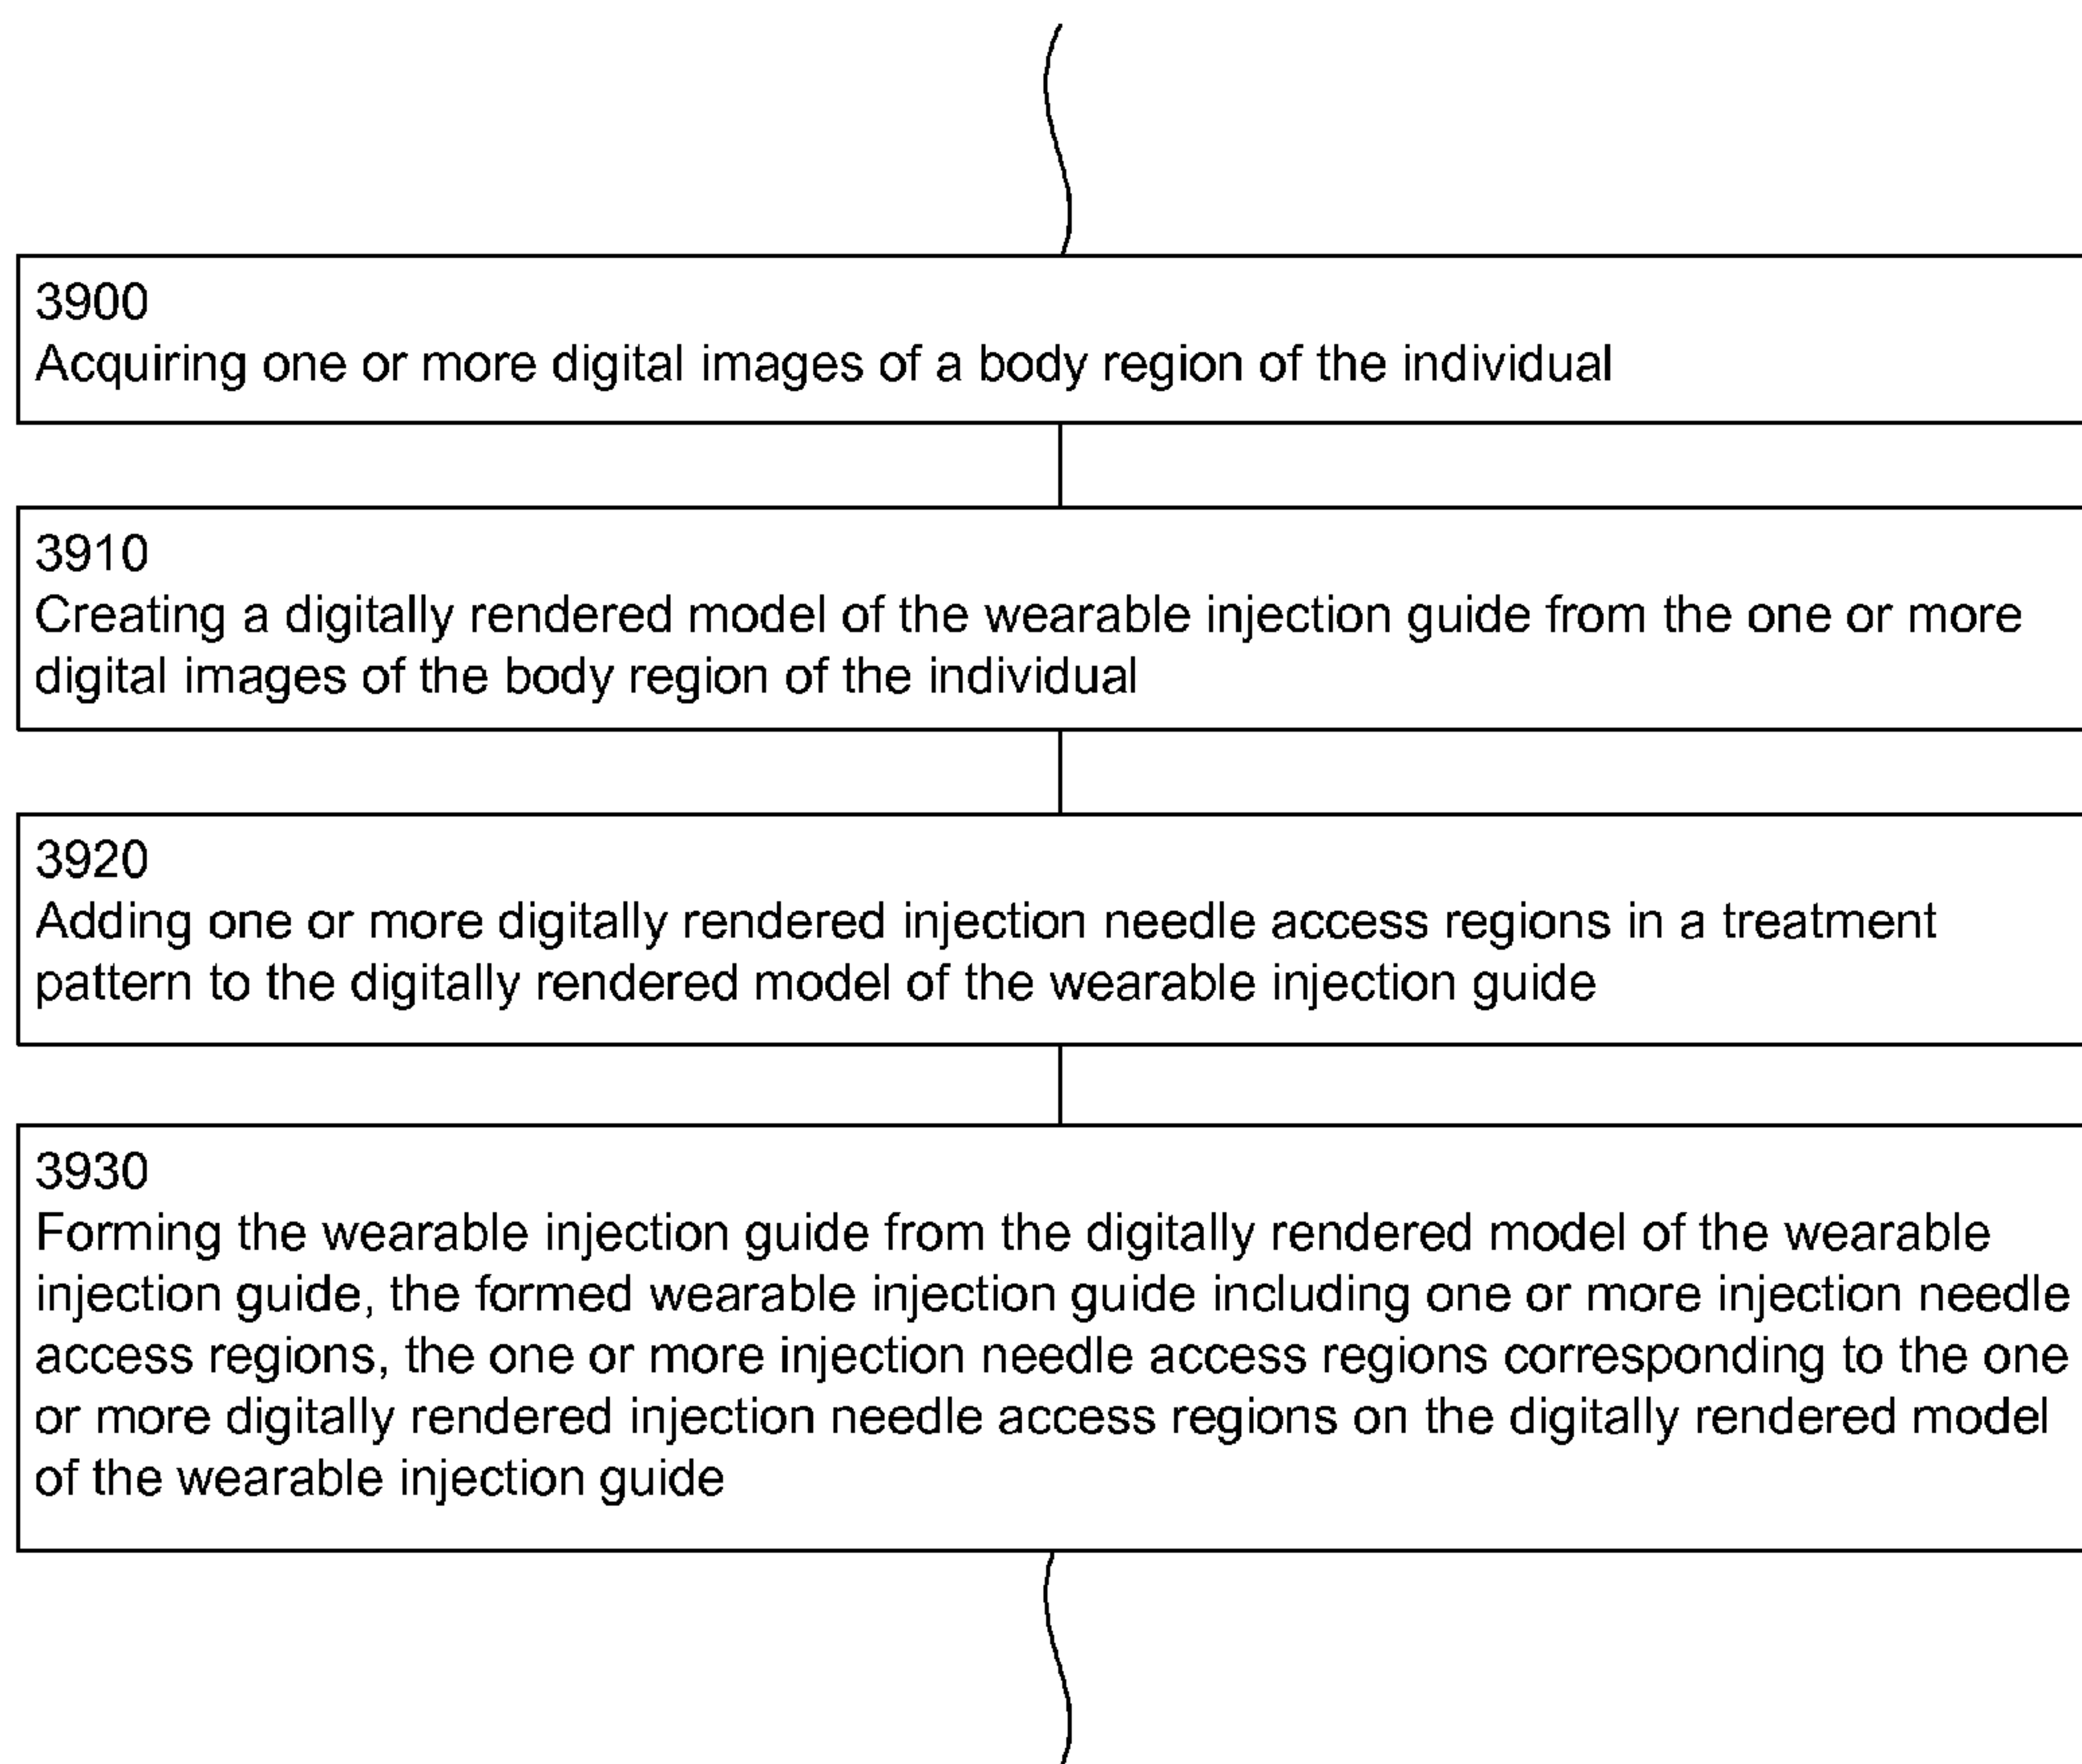 3900
Acquiring one or more digital images of a body region of the individual
3910
Creating a digitally rendered model of the wearable injection guide from the one or more
digital images of the body region of the individual
3920
Adding one or more digitally rendered injection needle access regions in a treatment
pattern to the digitally rendered model of the wearable injection guide
3930
Forming the wearable injection guide from the digitally rendered model of the wearable
injection guide, the formed wearable injection guide including one or more injection needle
access regions, the one or more injection needle access regions corresponding to the one
or more digitally rendered injection needle access regions on the digitally rendered model
of the wearable injection guide